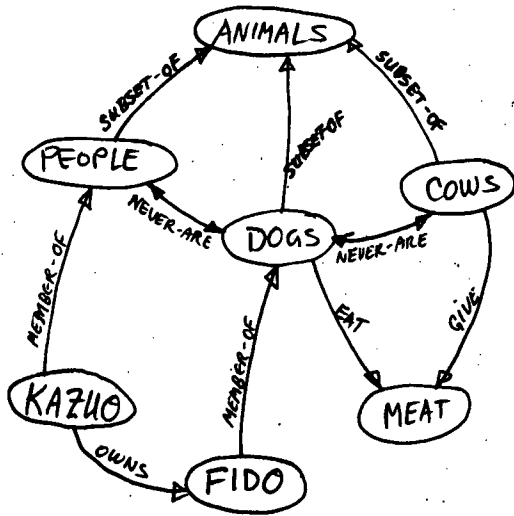 ANIMALS
SUBSET-OF
SUBSET-OF
SUBSET-OF
PEOPLE
COWS
NEVER-ARE
DOGS
NEVER-ARE
MEMBER-OF
MEMBER-OF
EAT
GIVE
KAZUO
MEAT
OWNS
FIDO